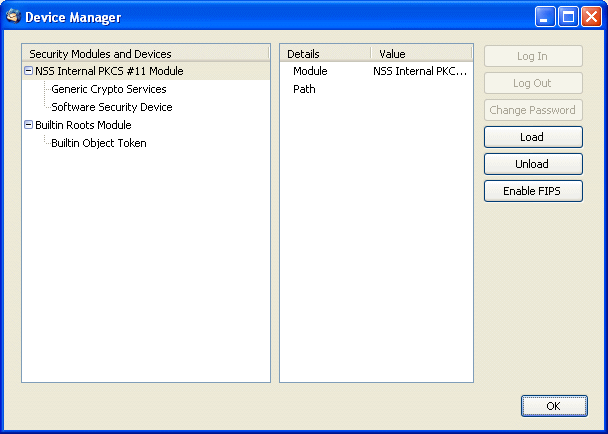 Device Manager
Security Modules and Devices
Details Value
Log In
NSS Internal PKCS #11 Module
Module NSS Internal PKC...
Log Out
Generic Crypto Services
Path
Software Security Device
Change Password
Builtin Roots Module
Load
Builtin Object Token
Unload
Enable FIPS
OK